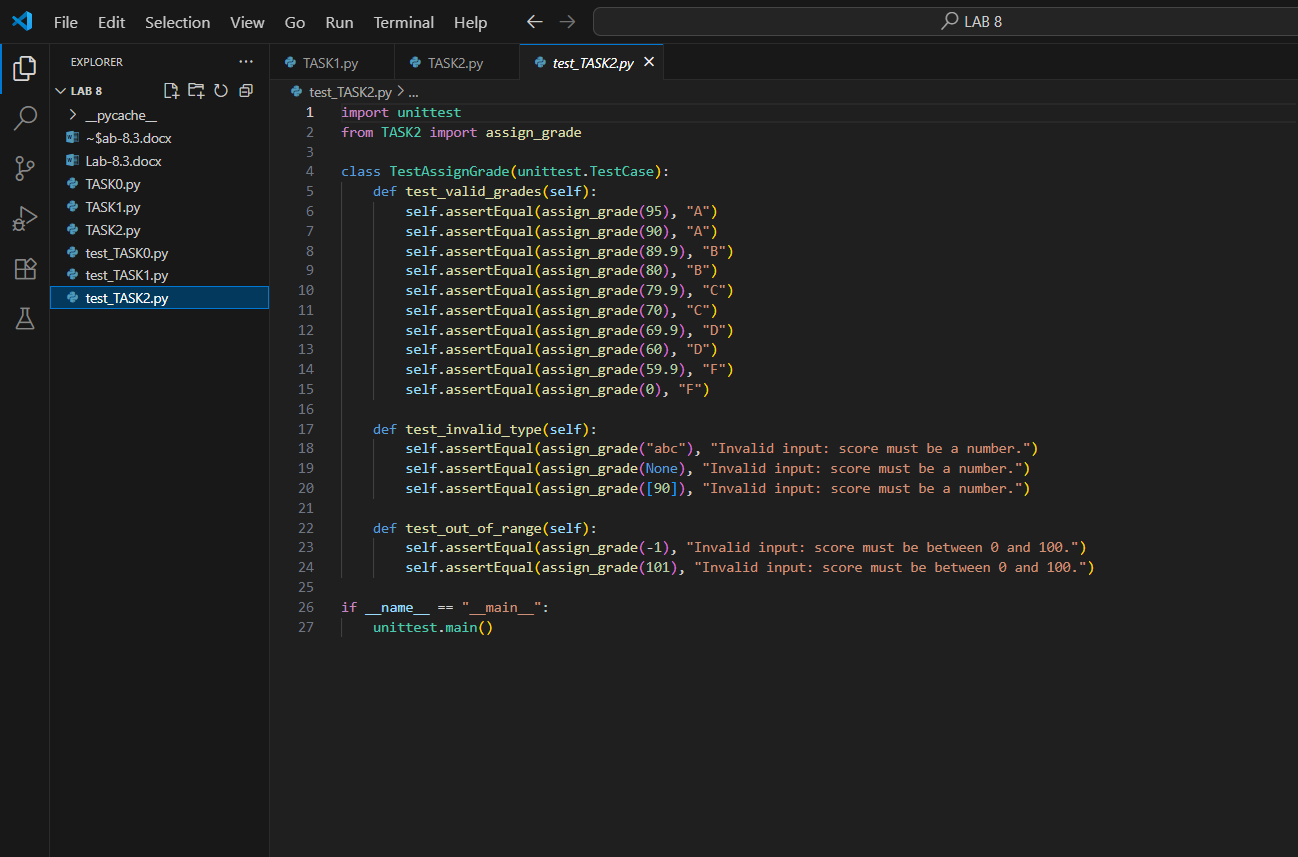 File Edit Selection View Go Run Terminal Help
LAB 8
EXPLORER
TASK1.py
TASK2.py
test_TASK2.py
LAB 8
__pycache__
~$ab-8.3.docx
Lab-8.3.docx
TASK0.py
TASK1.py
TASK2.py
test_TASK0.py
test_TASK1.py
test_TASK2.py
test_TASK2.py > ...
1 import unittest
2 from TASK2 import assign_grade
3
4 class TestAssignGrade(unittest.TestCase):
5     def test_valid_grades(self):
6         self.assertEqual(assign_grade(95), "A")
7         self.assertEqual(assign_grade(90), "A")
8         self.assertEqual(assign_grade(89.9), "B")
9         self.assertEqual(assign_grade(80), "B")
10         self.assertEqual(assign_grade(79.9), "C")
11         self.assertEqual(assign_grade(70), "C")
12         self.assertEqual(assign_grade(69.9), "D")
13         self.assertEqual(assign_grade(60), "D")
14         self.assertEqual(assign_grade(59.9), "F")
15         self.assertEqual(assign_grade(0), "F")
16
17     def test_invalid_type(self):
18         self.assertEqual(assign_grade("abc"), "Invalid input: score must be a number.")
19         self.assertEqual(assign_grade(None), "Invalid input: score must be a number.")
20         self.assertEqual(assign_grade([90]), "Invalid input: score must be a number.")
21
22     def test_out_of_range(self):
23         self.assertEqual(assign_grade(-1), "Invalid input: score must be between 0 and 100.")
24         self.assertEqual(assign_grade(101), "Invalid input: score must be between 0 and 100.")
25
26 if __name__ == "__main__":
27     unittest.main()